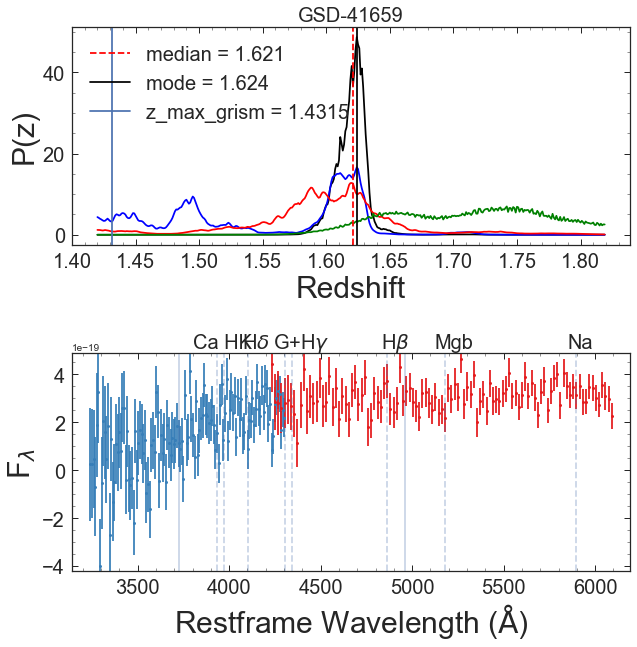 GSD-41659
median = 1.621
mode = 1.624
z_max_grism = 1.4315
P(z)
40
20
0
1.40 1.45 1.50 1.55 1.60 1.65 1.70 1.75 1.80
Redshift
1e−19 Ca HK Hδ G+Hγ Hβ Mgb Na
Fλ
4
2
0
−2
−4
3500 4000 4500 5000 5500 6000
Restframe Wavelength (Å)